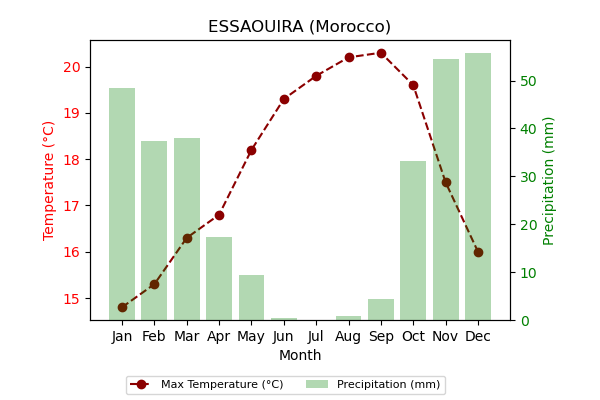 ESSAOUIRA (Morocco)
Temperature (°C)
20
19
18
17
16
15
50
40
30
20
10
0
Precipitation (mm)
Jan Feb Mar Apr May Jun Jul Aug Sep Oct Nov Dec
Month
Max Temperature (°C) Precipitation (mm)